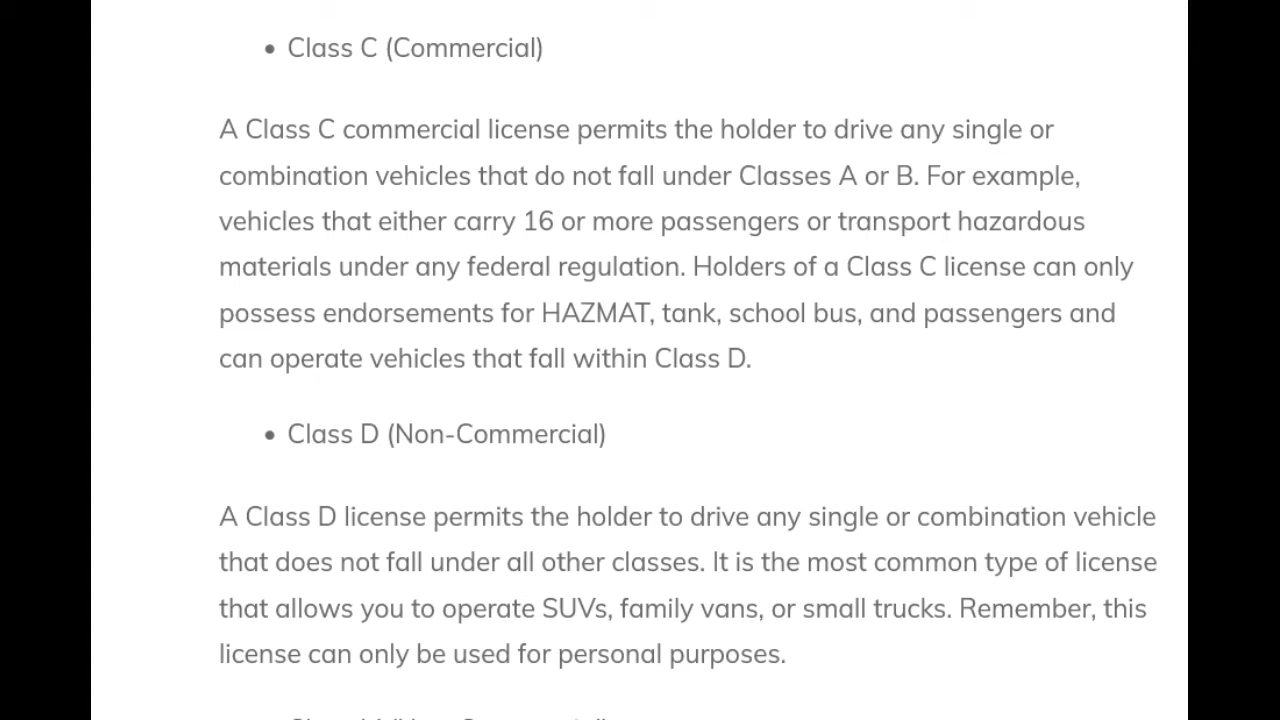 • Class C (Commercial)
A Class C commercial license permits the holder to drive any single or
combination vehicles that do not fall under Classes A or B. For example,
vehicles that either carry 16 or more passengers or transport hazardous
materials under any federal regulation. Holders of a Class C license can only
possess endorsements for HAZMAT, tank, school bus, and passengers and
can operate vehicles that fall within Class D.
• Class D (Non-Commercial)
A Class D license permits the holder to drive any single or combination vehicle
that does not fall under all other classes. It is the most common type of license
that allows you to operate SUVs, family vans, or small trucks. Remember, this
license can only be used for personal purposes.